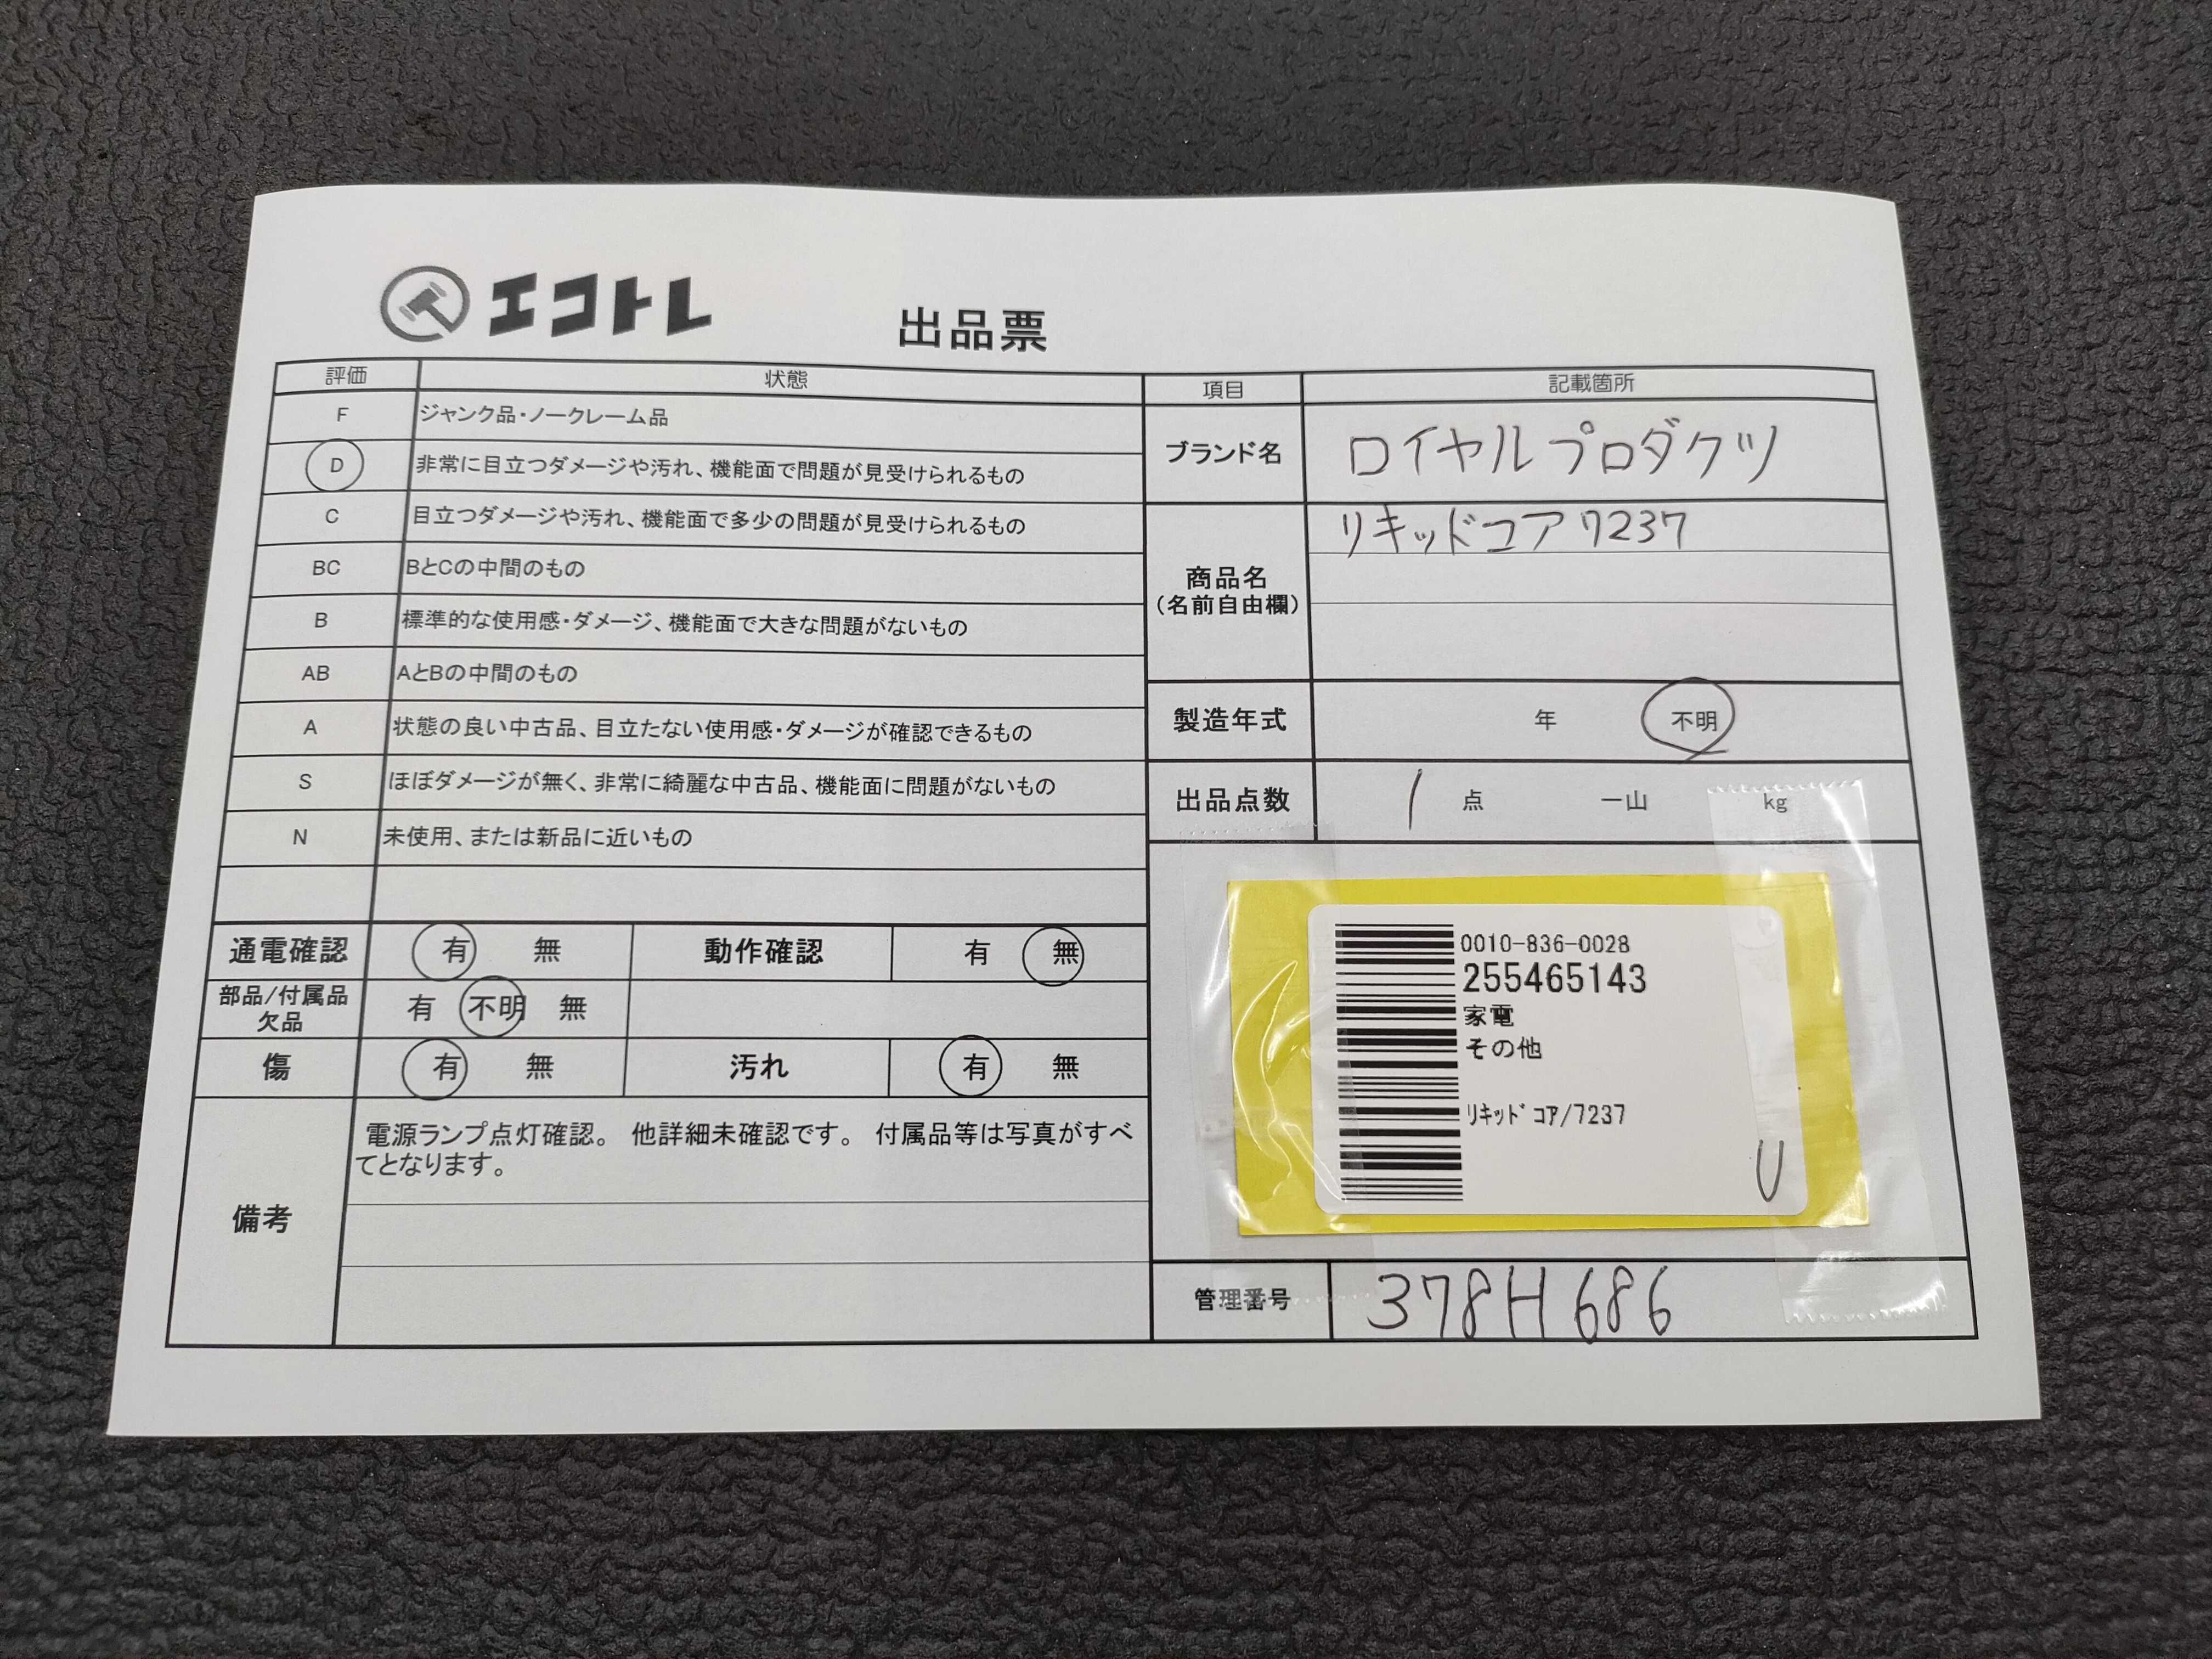 エコトレ
出品票
評価 状態
F ジャンク品・ノークレーム品
D 非常に目立つダメージや汚れ、機能面で問題が見受けられるもの
C 目立つダメージや汚れ、機能面で多少の問題が見受けられるもの
BC BとCの中間のもの
B 標準的な使用感・ダメージ、機能面で大きな問題がないもの
AB AとBの中間のもの
A 状態の良い中古品、目立たない使用感・ダメージが確認できるもの
S ほぼダメージが無く、非常に綺麗な中古品、機能面に問題がないもの
N 未使用、または新品に近いもの
通電確認 有 無 動作確認 有 無
部品/付属品
欠品
有 不明 無
傷 有 無 汚れ 有 無
備考
電源ランプ点灯確認。 他詳細未確認です。 付属品等は写真がすべ
てとなります。
項目 記載箇所
ブランド名 ロイヤルプロダクツ
商品名
(名前自由欄)
リキッドコア7237
製造年式 年 不明
出品点数 1 点 一山 kg
0010-836-0028
255465143
家電
その他
ﾘｷｯﾄﾞｺｱ/7237
U
管理番号 378H686